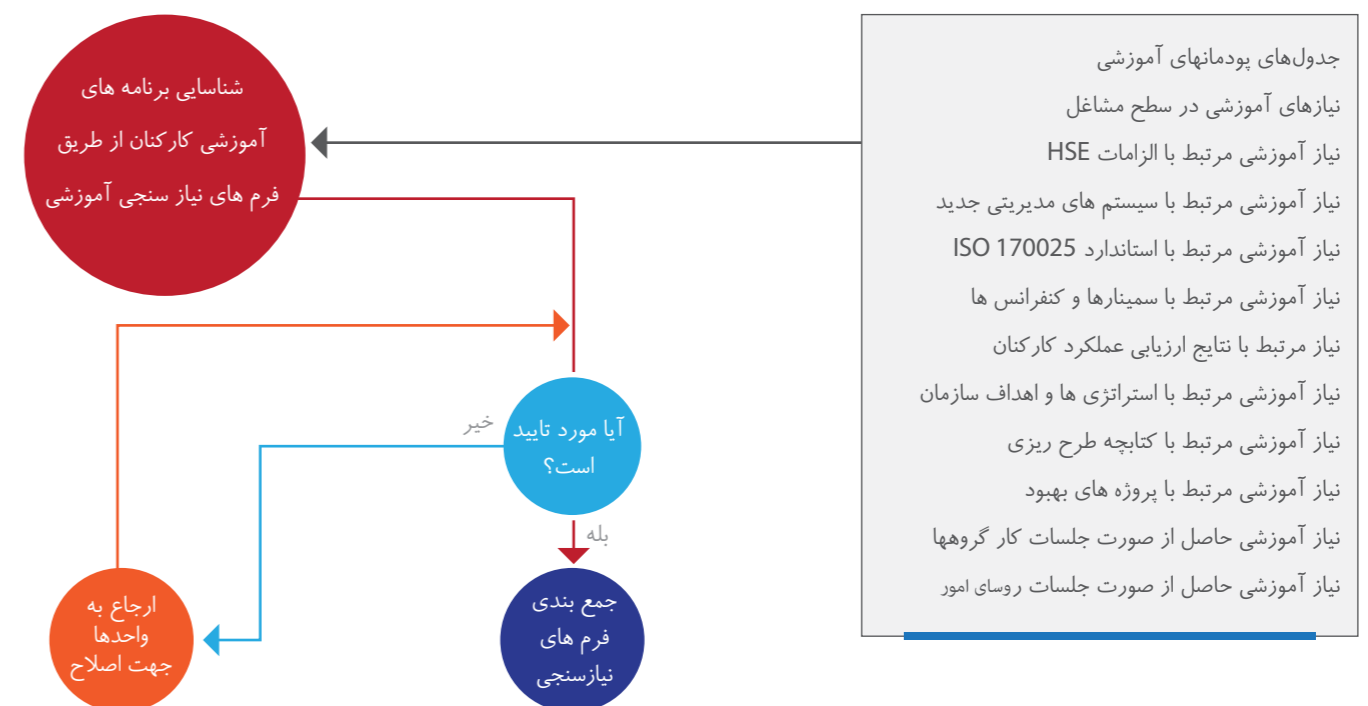 جدول‌های پودمانهای آموزشی
نیازهای آموزشی در سطح مشاغل
نیاز آموزشی مرتبط با الزامات HSE
نیاز آموزشی مرتبط با سیستم های مدیریتی جدید
نیاز آموزشی مرتبط با استاندارد ISO 170025
نیاز آموزشی مرتبط با سمینارها و کنفرانس ها
نیاز مرتبط با نتایج ارزیابی عملکرد کارکنان
نیاز آموزشی مرتبط با استراتژی ها و اهداف سازمان
نیاز آموزشی مرتبط با کتابچه طرح ریزی
نیاز آموزشی مرتبط با پروژه های بهبود
نیاز آموزشی حاصل از صورت جلسات کار گروهها
نیاز آموزشی حاصل از صورت جلسات روسای امور
شناسایی برنامه های
آموزشی کارکنان از طریق
فرم های نیاز سنجی آموزشی
آیا مورد تایید
است؟
خیر
بله
ارجاع به
واحدها
جهت اصلاح
جمع بندی
فرم های
نیازسنجی